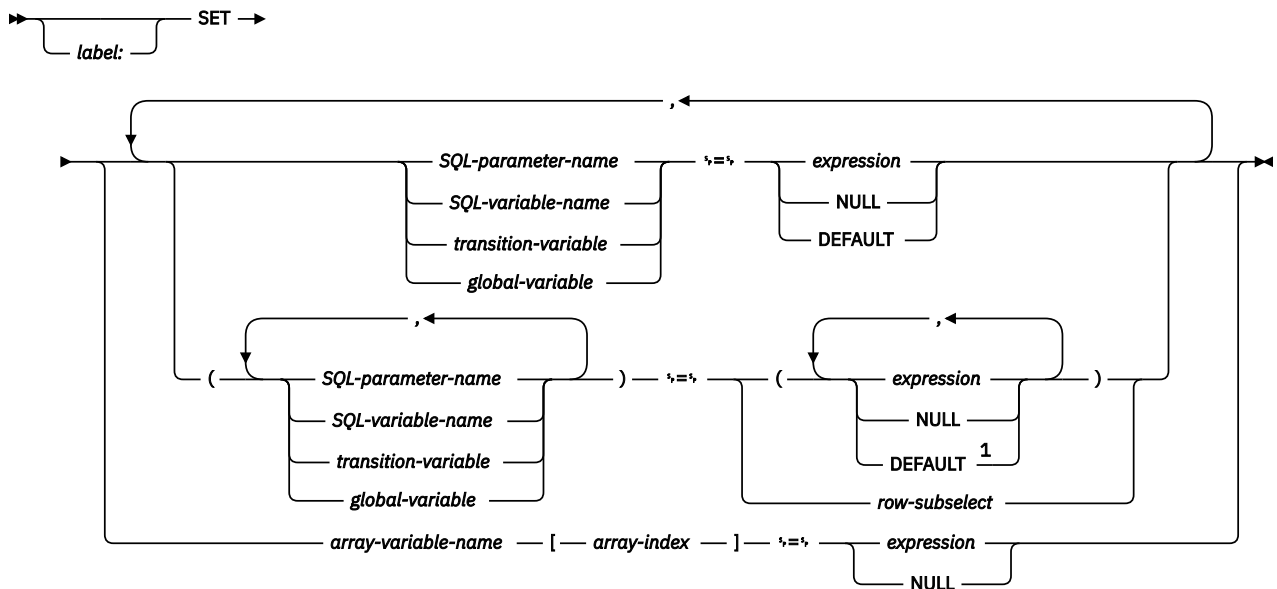 SET
label:
,
SQL-parameter-name = expression
SQL-variable-name NULL
transition-variable DEFAULT
global-variable
, ,
( SQL-parameter-name ) = ( expression )
SQL-variable-name NULL
transition-variable DEFAULT 1
global-variable row-subselect
array-variable-name [ array-index ] = expression
NULL